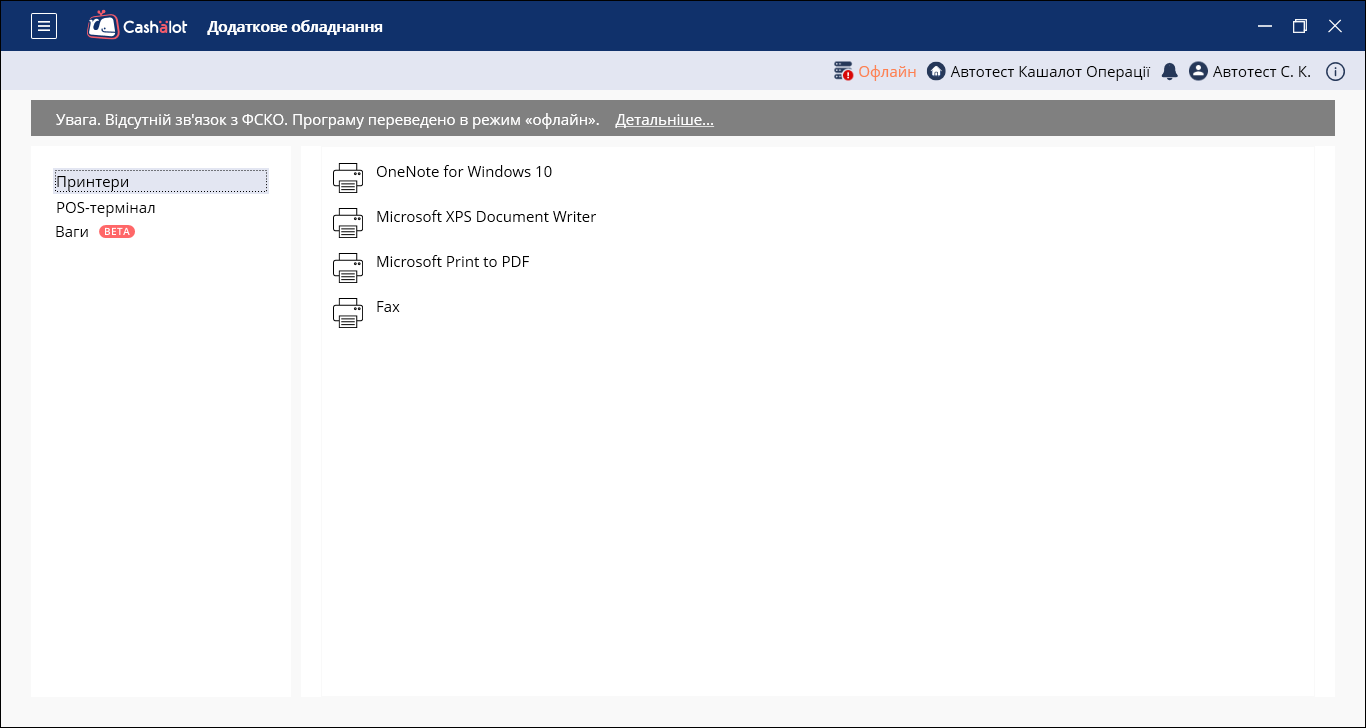 Cashalot Додаткове обладнання
Офлайн Автотест Кашалот Операції Автотест С. К.
Увага. Відсутній зв'язок з ФСКО. Програму переведено в режим «офлайн». Детальніше...
Принтери
POS-термінал
Ваги BETA
OneNote for Windows 10
Microsoft XPS Document Writer
Microsoft Print to PDF
Fax